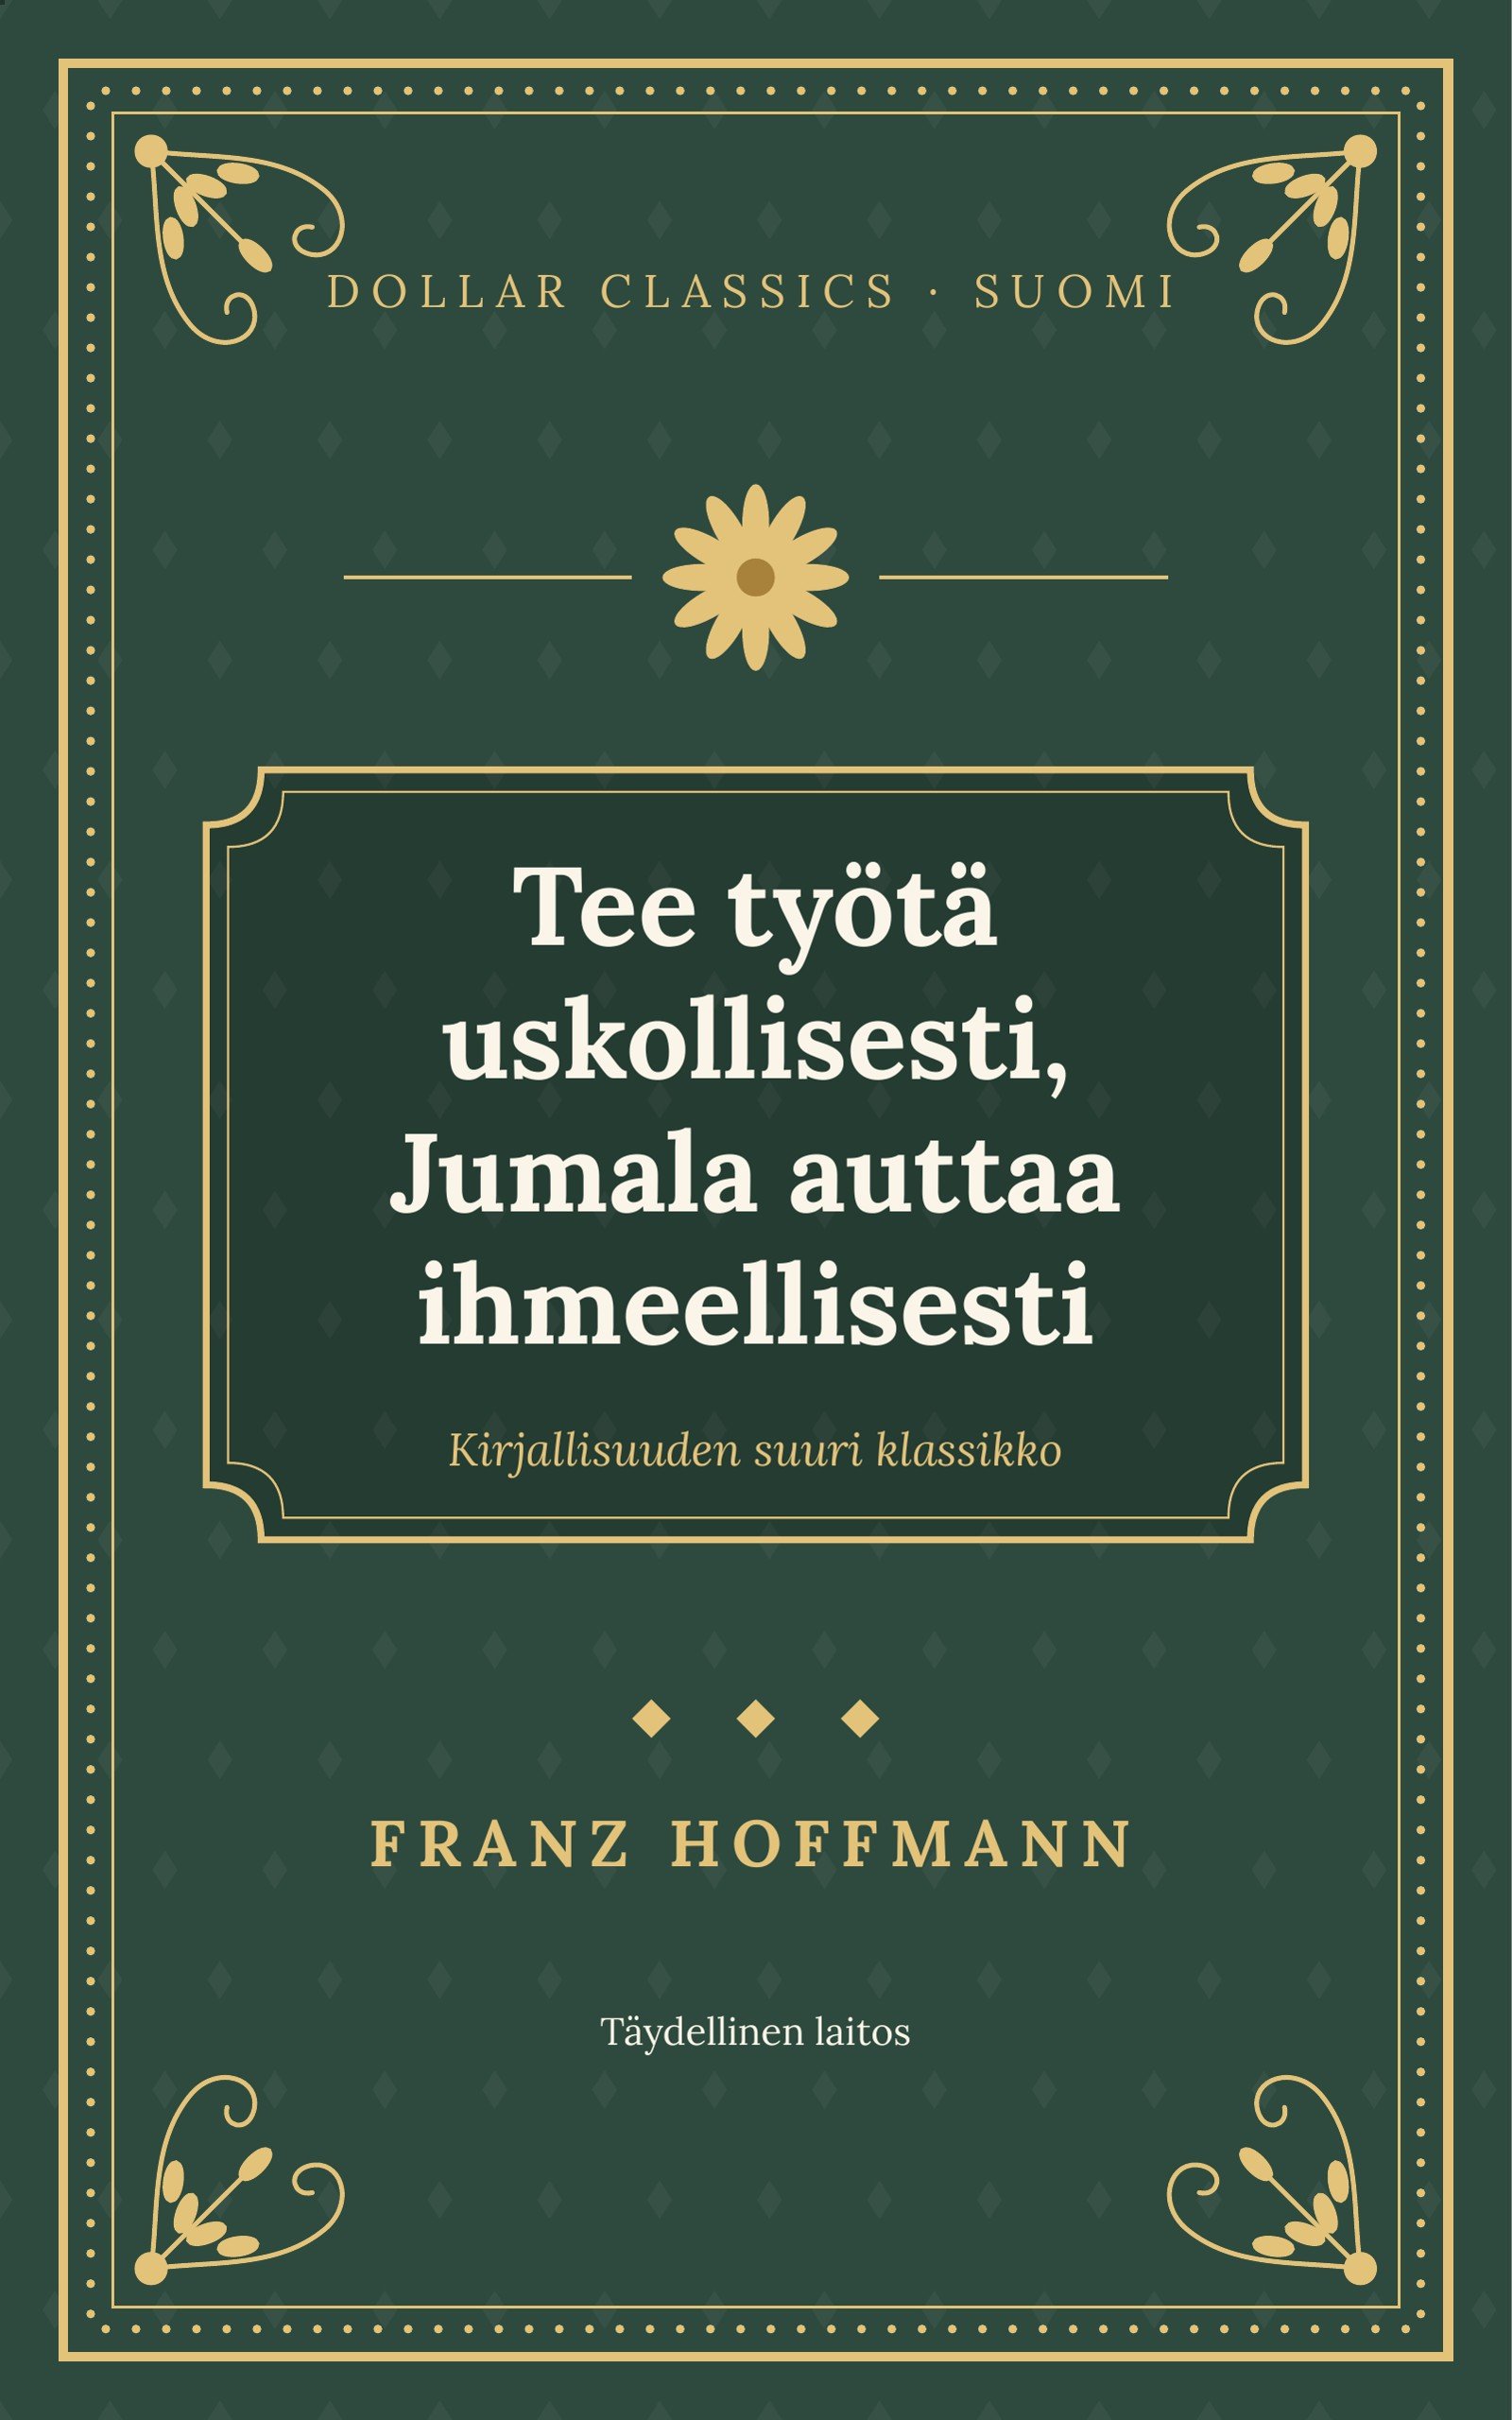 DOLLAR CLASSICS · SUOMI
Tee työtä
uskollisesti,
Jumala auttaa
ihmeellisesti
Kirjallisuuden suuri klassikko
FRANZ HOFFMANN
Täydellinen laitos